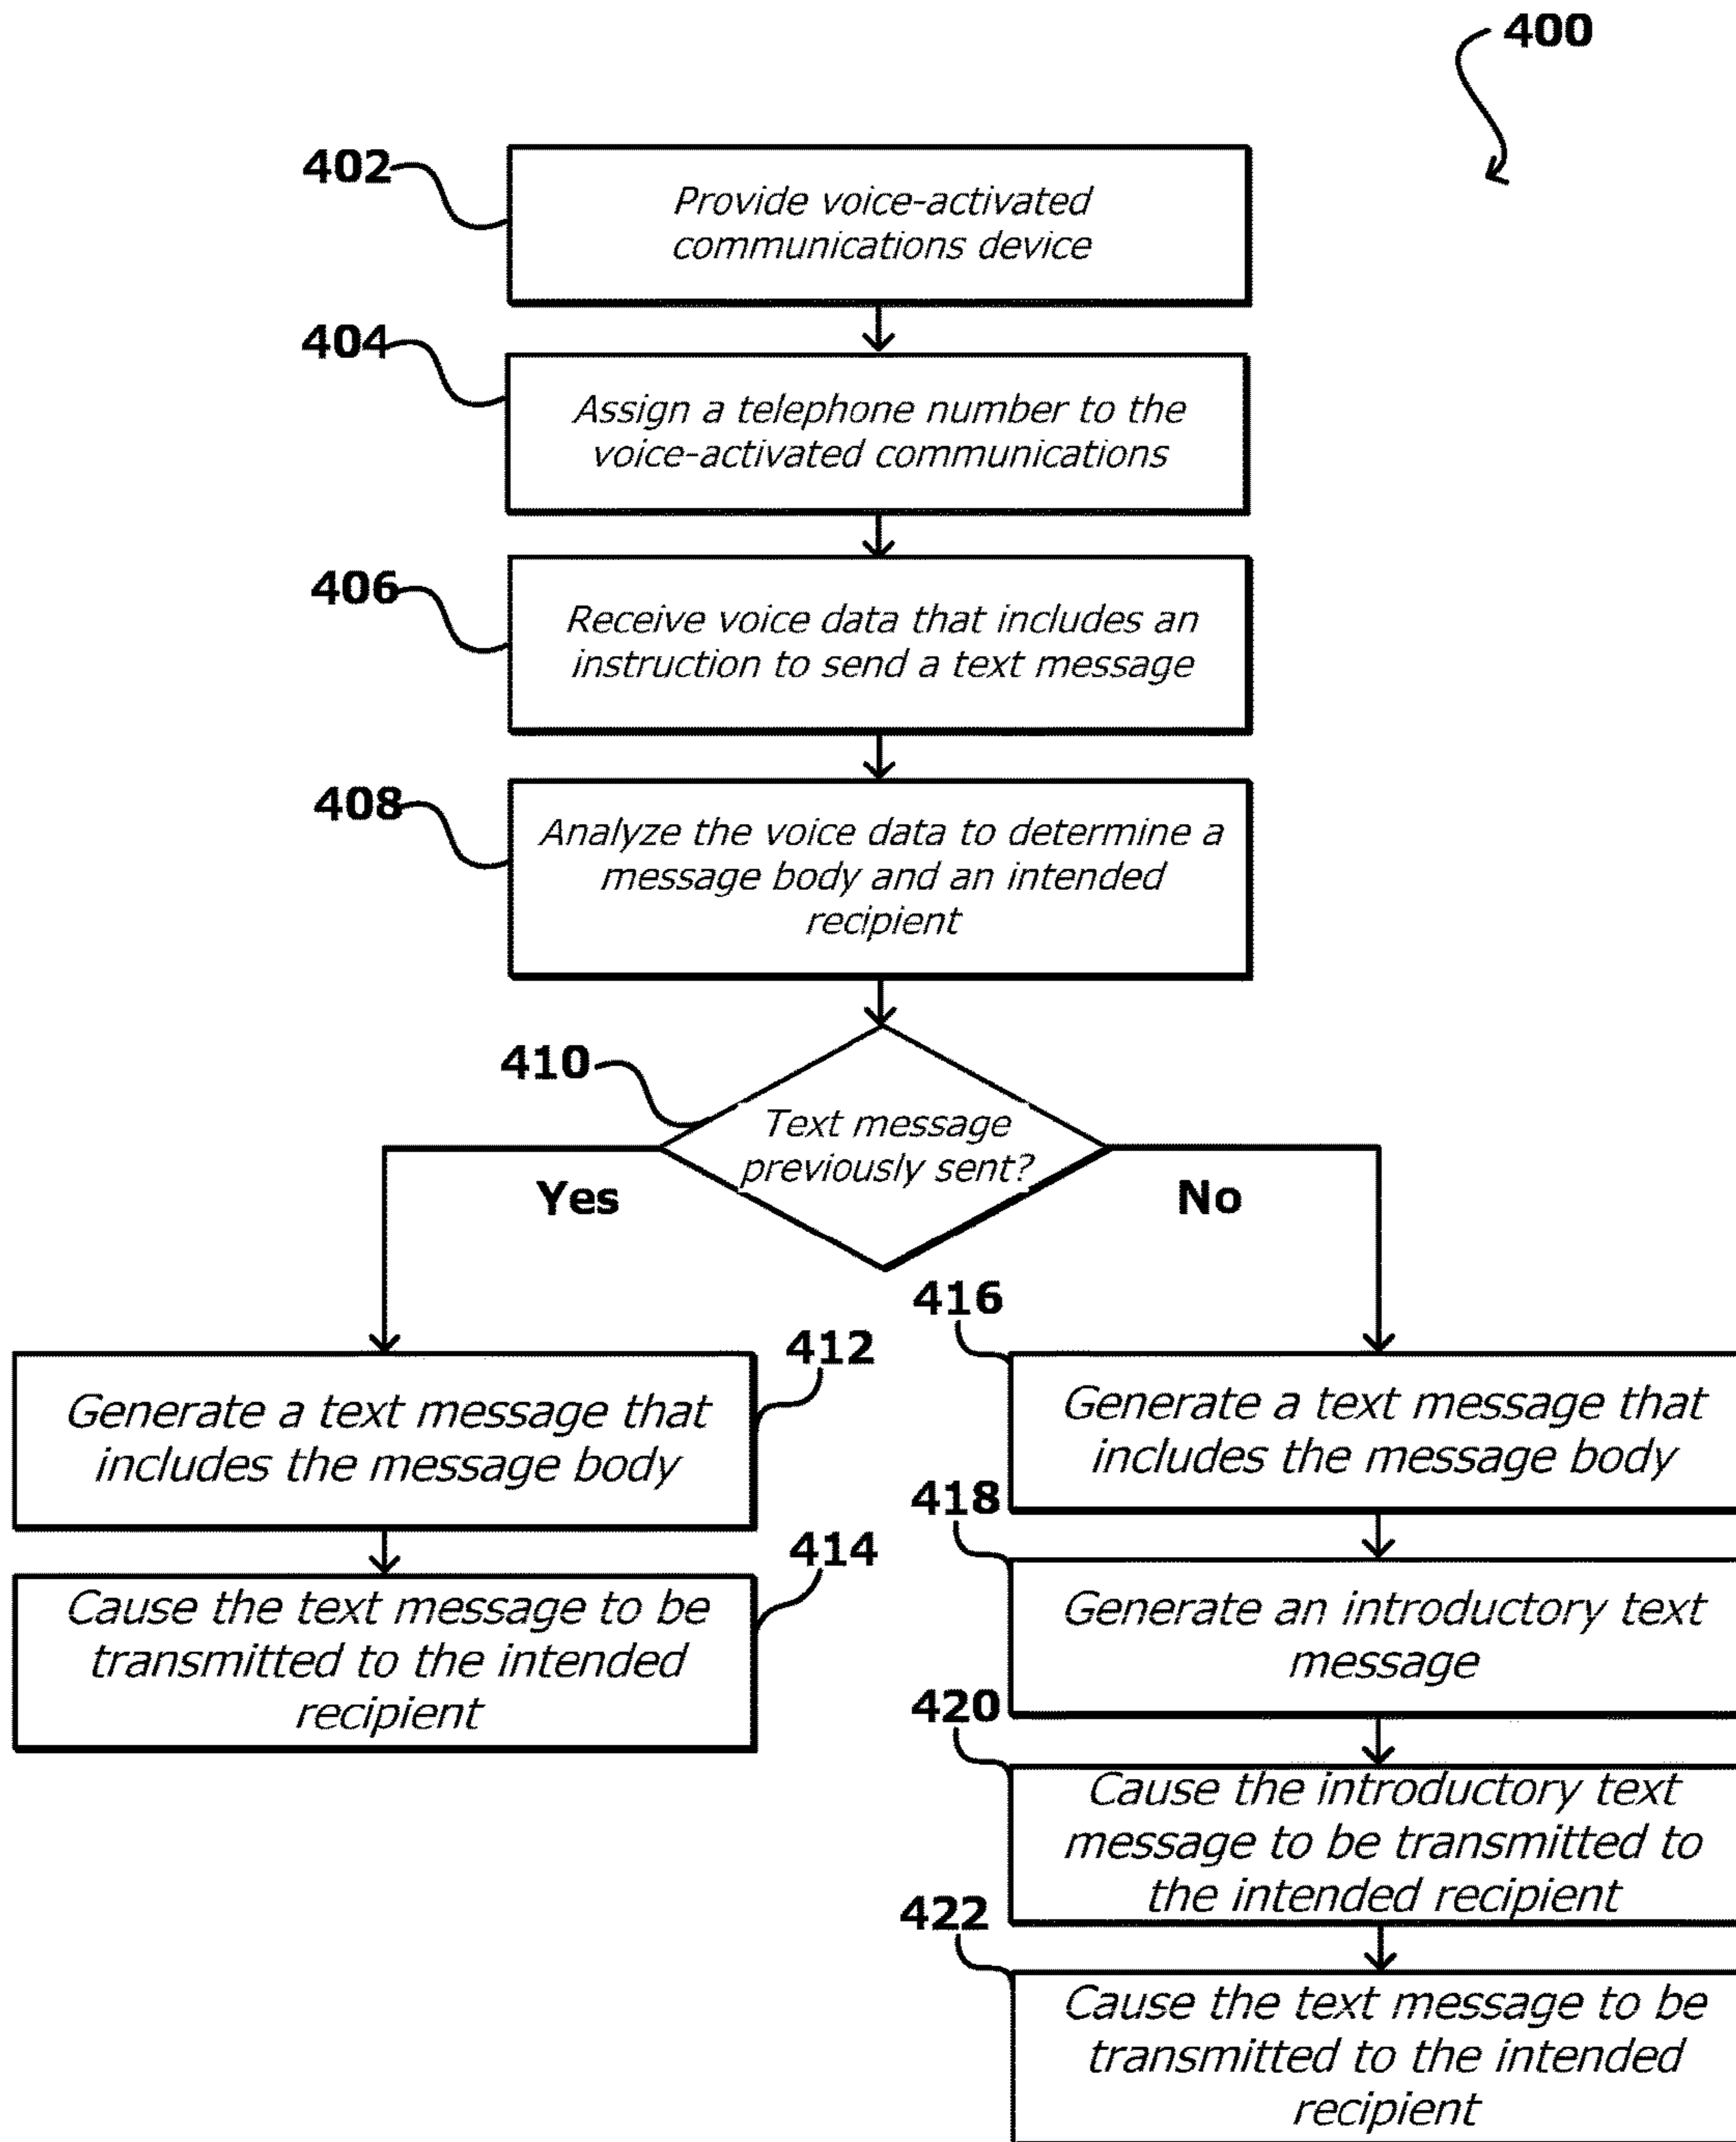 400
402
Provide voice-activated
communications device
404
Assign a telephone number to the
voice-activated communications
406
Receive voice data that includes an
instruction to send a text message
408
Analyze the voice data to determine a
message body and an intended
recipient
410
Text message
previously sent?
Yes
No
412
Generate a text message that
includes the message body
414
Cause the text message to be
transmitted to the intended
recipient
416
Generate a text message that
includes the message body
418
Generate an introductory text
message
420
Cause the introductory text
message to be transmitted to
the intended recipient
422
Cause the text message to be
transmitted to the intended
recipient